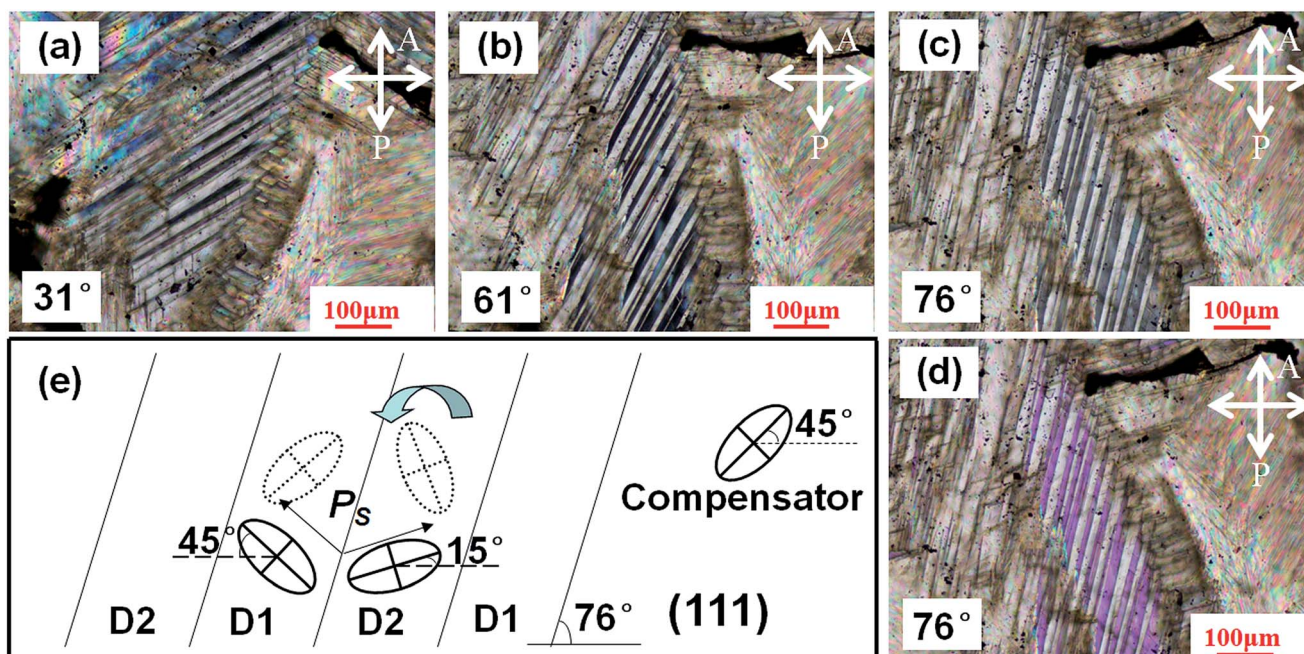 (a)
A
P
31°
100μm
(b)
A
P
61°
100μm
(c)
A
P
76°
100μm
(e)
45°
Compensator
Ps
45°
15°
D2 D1 D2 D1 76° (111)
(d)
A
P
76°
100μm